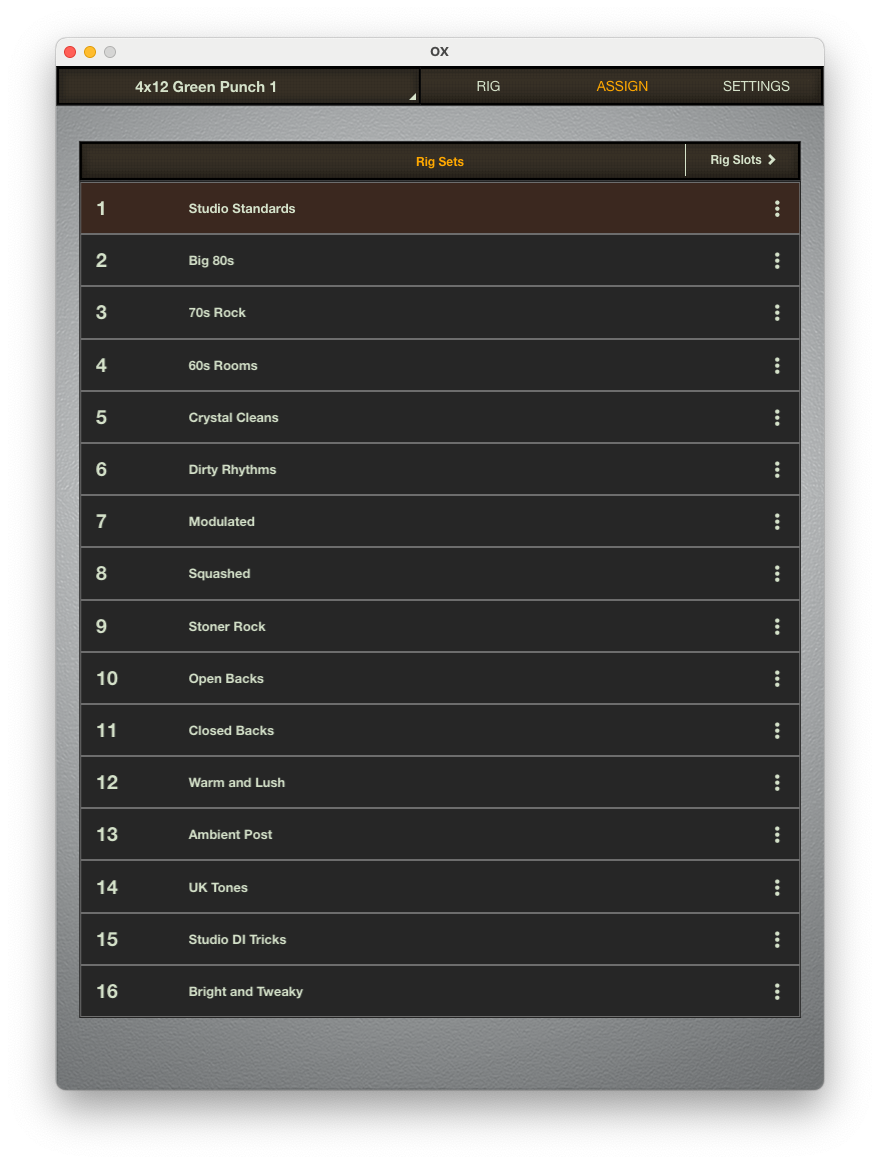 OX
4x12 Green Punch 1 RIG ASSIGN SETTINGS
Rig Sets Rig Slots
1 Studio Standards
2 Big 80s
3 70s Rock
4 60s Rooms
5 Crystal Cleans
6 Dirty Rhythms
7 Modulated
8 Squashed
9 Stoner Rock
10 Open Backs
11 Closed Backs
12 Warm and Lush
13 Ambient Post
14 UK Tones
15 Studio DI Tricks
16 Bright and Tweaky